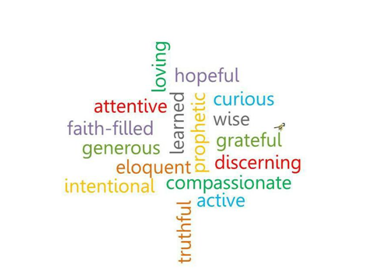 loving
hopeful
attentive
learned
prophetic
curious
faith-filled
wise
generous
grateful
eloquent
discerning
intentional
compassionate
truthful
active